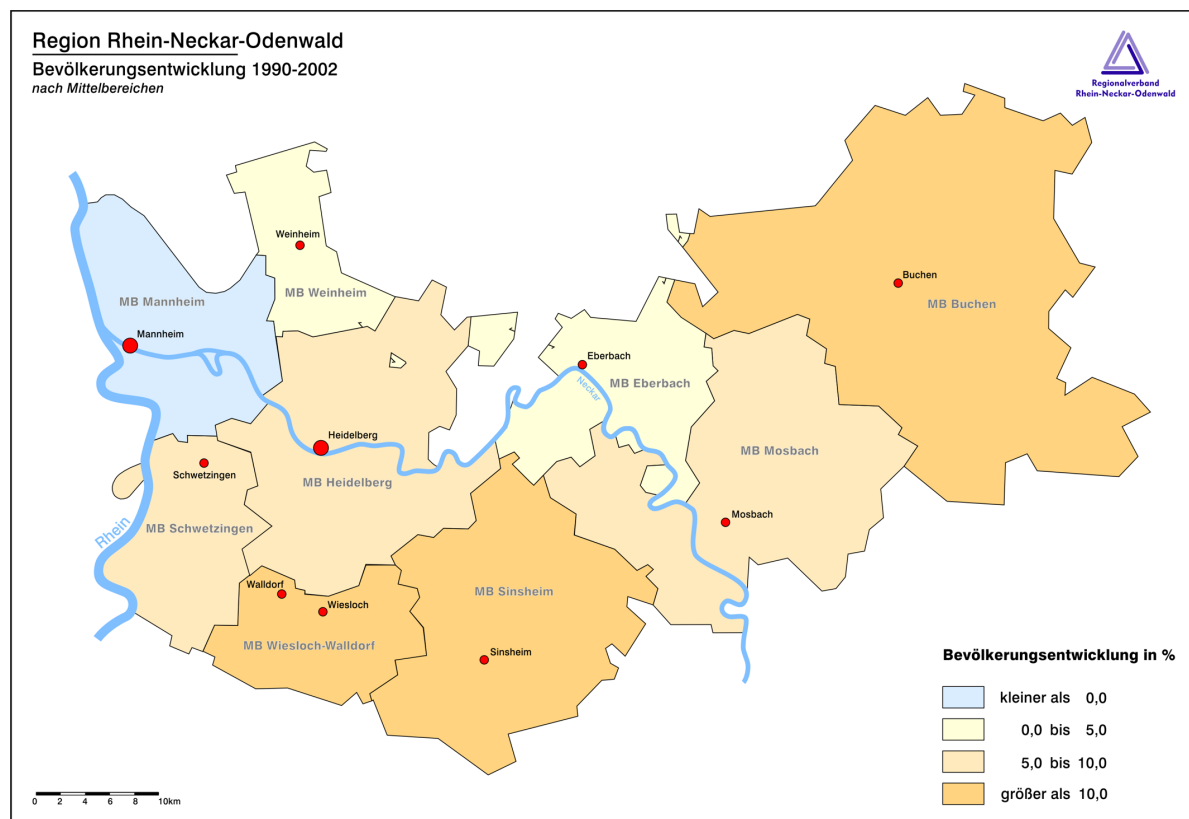 Region Rhein-Neckar-Odenwald
Bevölkerungsentwicklung 1990-2002
nach Mittelbereichen
Regionalverband
Rhein-Neckar-Odenwald
Weinheim
MB Weinheim
MB Mannheim
Mannheim
Buchen
MB Buchen
Eberbach
MB Eberbach
Neckar
Heidelberg
MB Heidelberg
MB Mosbach
Mosbach
Schwetzingen
MB Schwetzingen
Rhein
Walldorf
Wiesloch
MB Wiesloch-Walldorf
MB Sinsheim
Sinsheim
Bevölkerungsentwicklung in %
kleiner als 0,0
0,0 bis 5,0
5,0 bis 10,0
größer als 10,0
0 2 4 6 8 10km